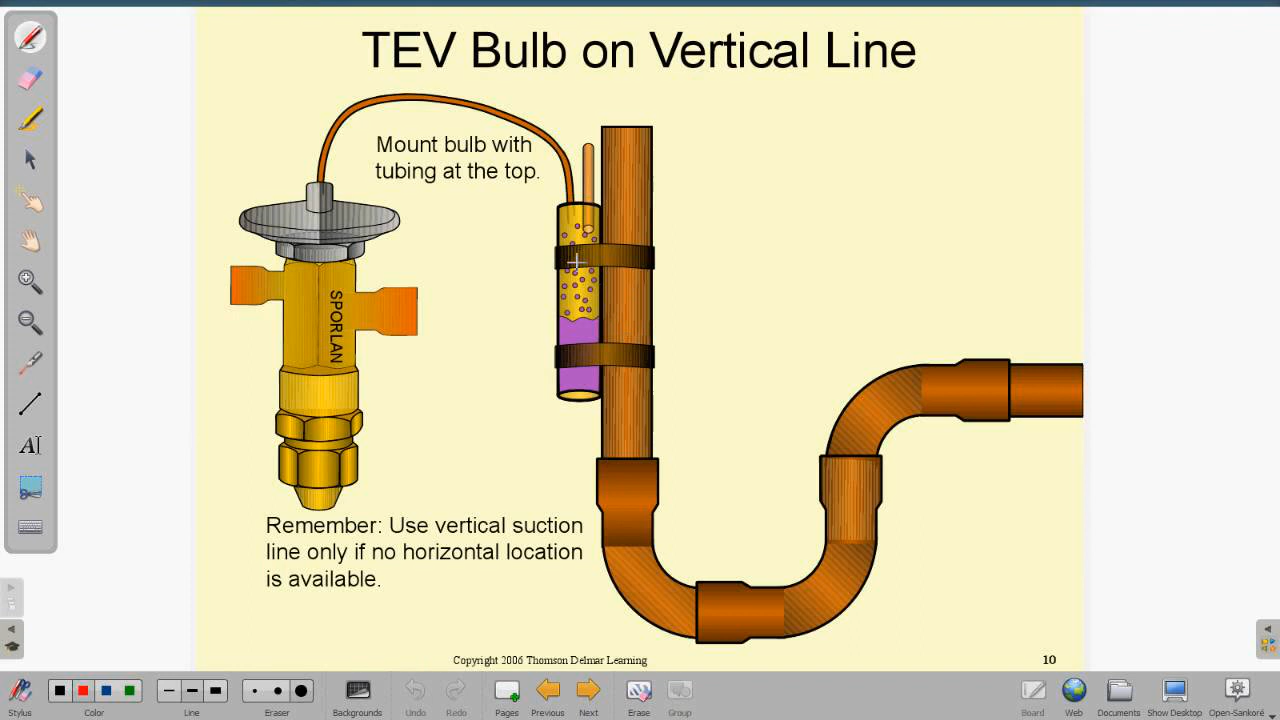 TEV Bulb on Vertical Line
Mount bulb with
tubing at the top.
SPORLAN
Remember: Use vertical suction
line only if no horizontal location
is available.
Copyright 2006 Thomson Delmar Learning
10
AI
Stylus
Color
Line
Eraser
Backgrounds
Undo
Redo
Pages
Previous
Next
Erase
Group
Board
Web
Documents
Show Desktop
Open-Sankoré